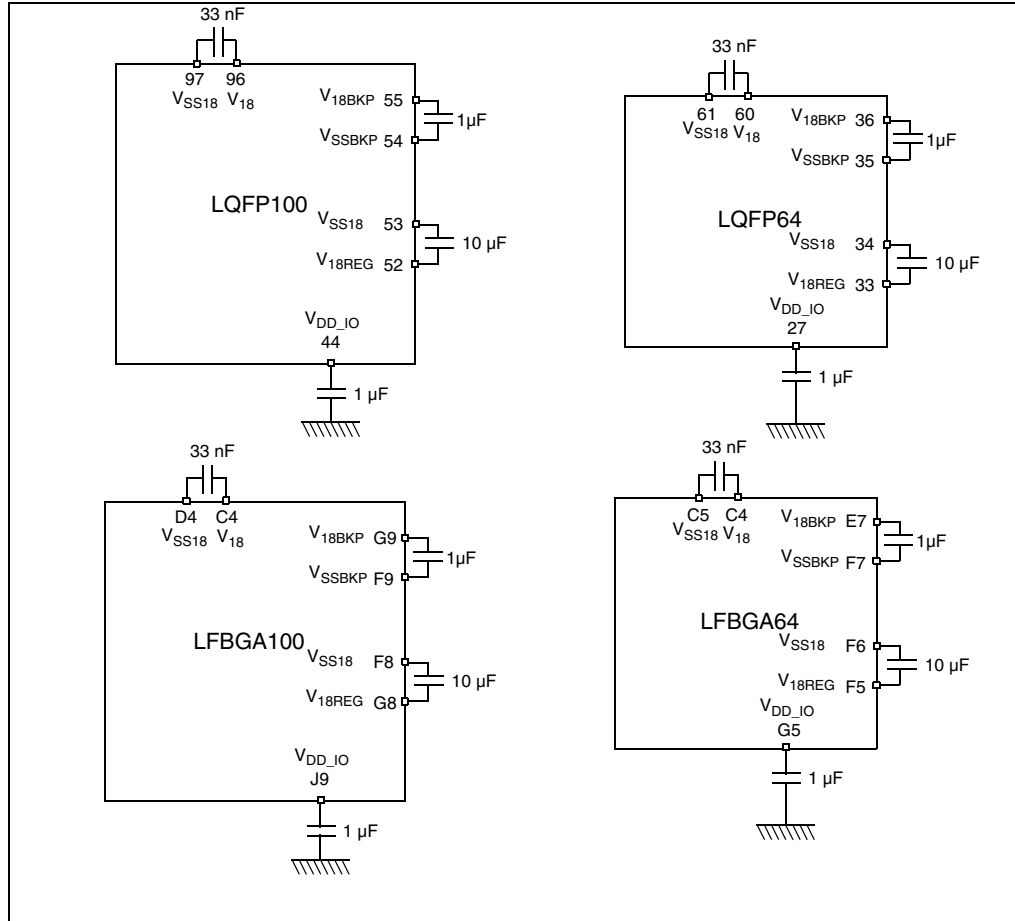 33 nF
97 96
VSS18 V18
V18BKP 55
1µF
VSSBKP 54
LQFP100
VSS18 53
10 µF
V18REG 52
VDD_IO
44
1 µF
33 nF
61 60
VSS18 V18
V18BKP 36
1µF
VSSBKP 35
LQFP64
VSS18 34
10 µF
V18REG 33
VDD_IO
27
1 µF
33 nF
D4 C4
VSS18 V18
V18BKP G9
1µF
VSSBKP F9
LFBGA100
VSS18 F8
10 µF
V18REG G8
VDD_IO
J9
1 µF
33 nF
C5 C4
VSS18 V18
V18BKP E7
1µF
VSSBKP F7
LFBGA64
VSS18 F6
10 µF
V18REG F5
VDD_IO
G5
1 µF